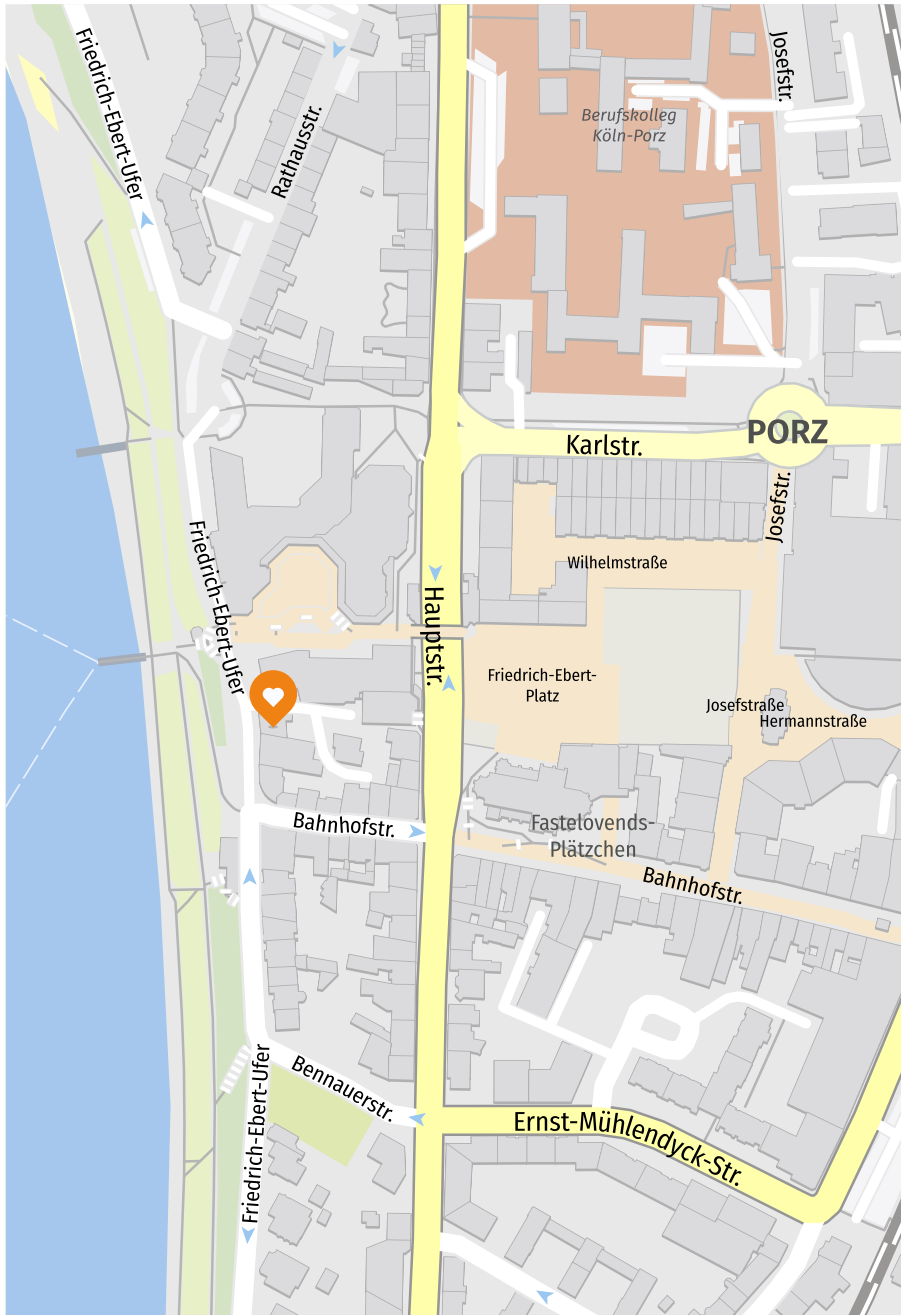 Friedrich-Ebert-Ufer
Josefstr.
Berufskolleg
Köln-Porz
Rathausstr.
PORZ
Karlstr.
Josefstr.
Wilhelmstraße
Friedrich-Ebert-Ufer
Hauptstr.
Friedrich-Ebert-
Platz
Josefstraße
Hermannstraße
Bahnhofstr.
Fastelovends-
Plätzchen
Bahnhofstr.
Friedrich-Ebert-Ufer
Bennauerstr.
Ernst-Mühlendyck-Str.